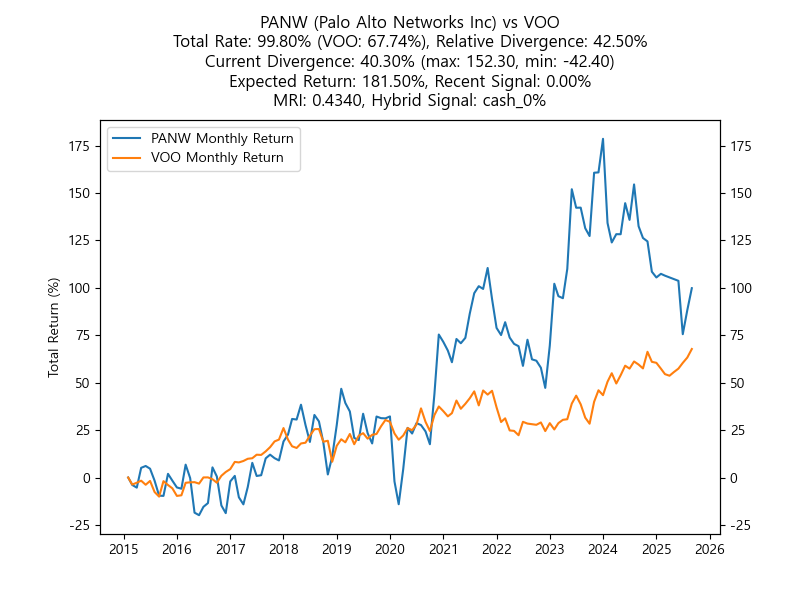 PANW (Palo Alto Networks Inc) vs VOO
Total Rate: 99.80% (VOO: 67.74%), Relative Divergence: 42.50%
Current Divergence: 40.30% (max: 152.30, min: -42.40)
Expected Return: 181.50%, Recent Signal: 0.00%
MRI: 0.4340, Hybrid Signal: cash_0%
PANW Monthly Return
VOO Monthly Return
Total Return (%)
175
150
125
100
75
50
25
0
-25
175
150
125
100
75
50
25
0
-25
2015 2016 2017 2018 2019 2020 2021 2022 2023 2024 2025 2026